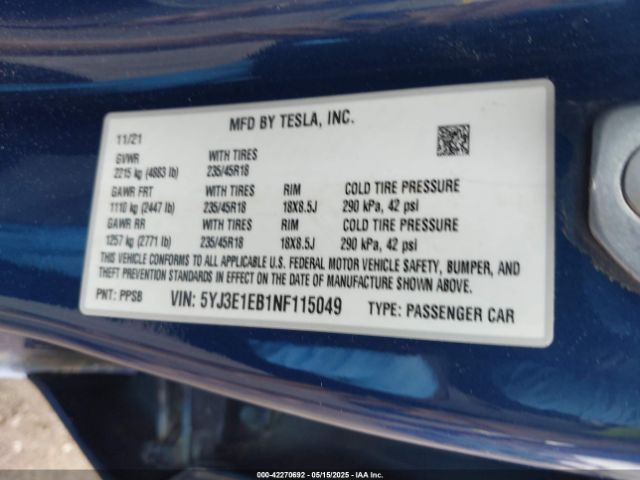 MFD BY TESLA, INC.
11/21
GVWR WITH TIRES
2215 kg (4883 lb) 235/45R18
GAWR FRT WITH TIRES RIM COLD TIRE PRESSURE
1110 kg (2447 lb) 235/45R18 18X8.5J 290 kPa, 42 psi
GAWR RR WITH TIRES RIM COLD TIRE PRESSURE
1257 kg (2771 lb) 235/45R18 18X8.5J 290 kPa, 42 psi
THIS VEHICLE CONFORMS TO ALL APPLICABLE U.S. FEDERAL MOTOR VEHICLE SAFETY, BUMPER, AND
THEFT PREVENTION STANDARDS IN EFFECT ON THE DATE OF MANUFACTURE SHOWN ABOVE.
PNT: PPSB VIN: 5YJ3E1EB1NF115049 TYPE: PASSENGER CAR
000-42270692 - 05/15/2025 - IAA Inc.